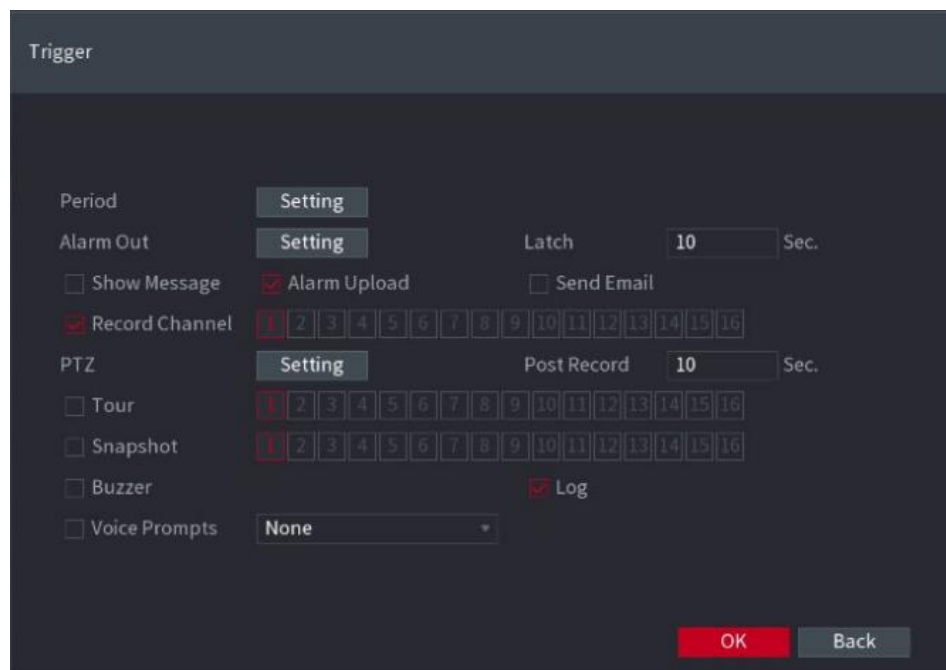 Trigger
Period Setting
Alarm Out Setting Latch 10 Sec.
Show Message Alarm Upload Send Email
Record Channel 1 2 3 4 5 6 7 8 9 10 11 12 13 14 15 16
PTZ Setting Post Record 10 Sec.
Tour 1 2 3 4 5 6 7 8 9 10 11 12 13 14 15 16
Snapshot 1 2 3 4 5 6 7 8 9 10 11 12 13 14 15 16
Buzzer Log
Voice Prompts None
OK Back